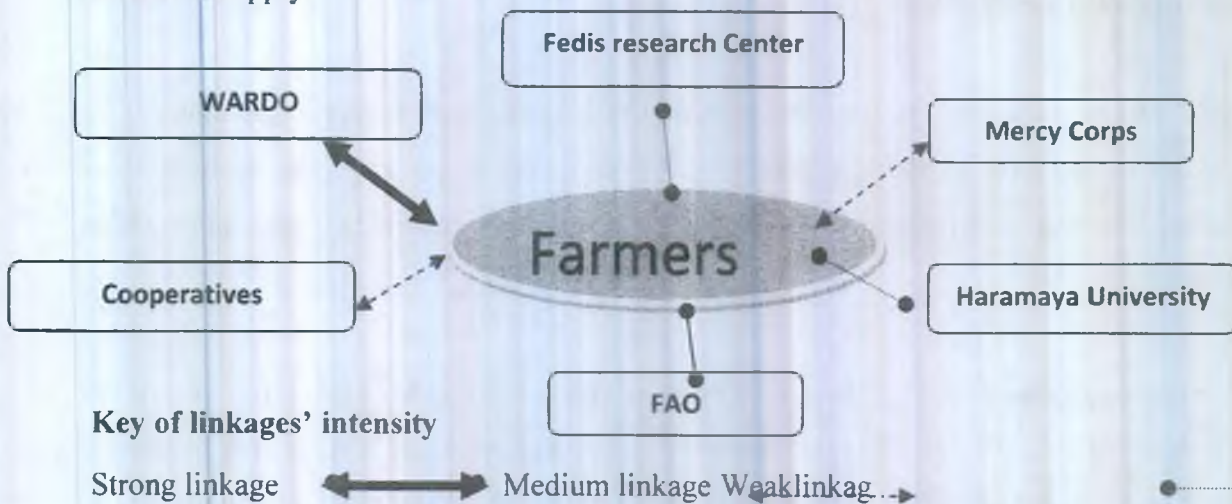 Fedis research Center
WARDO
Mercy Corps
Farmers
Cooperatives
Haramaya University
FAO
Key of linkages’ intensity
Strong linkage Medium linkage Weaklinkag